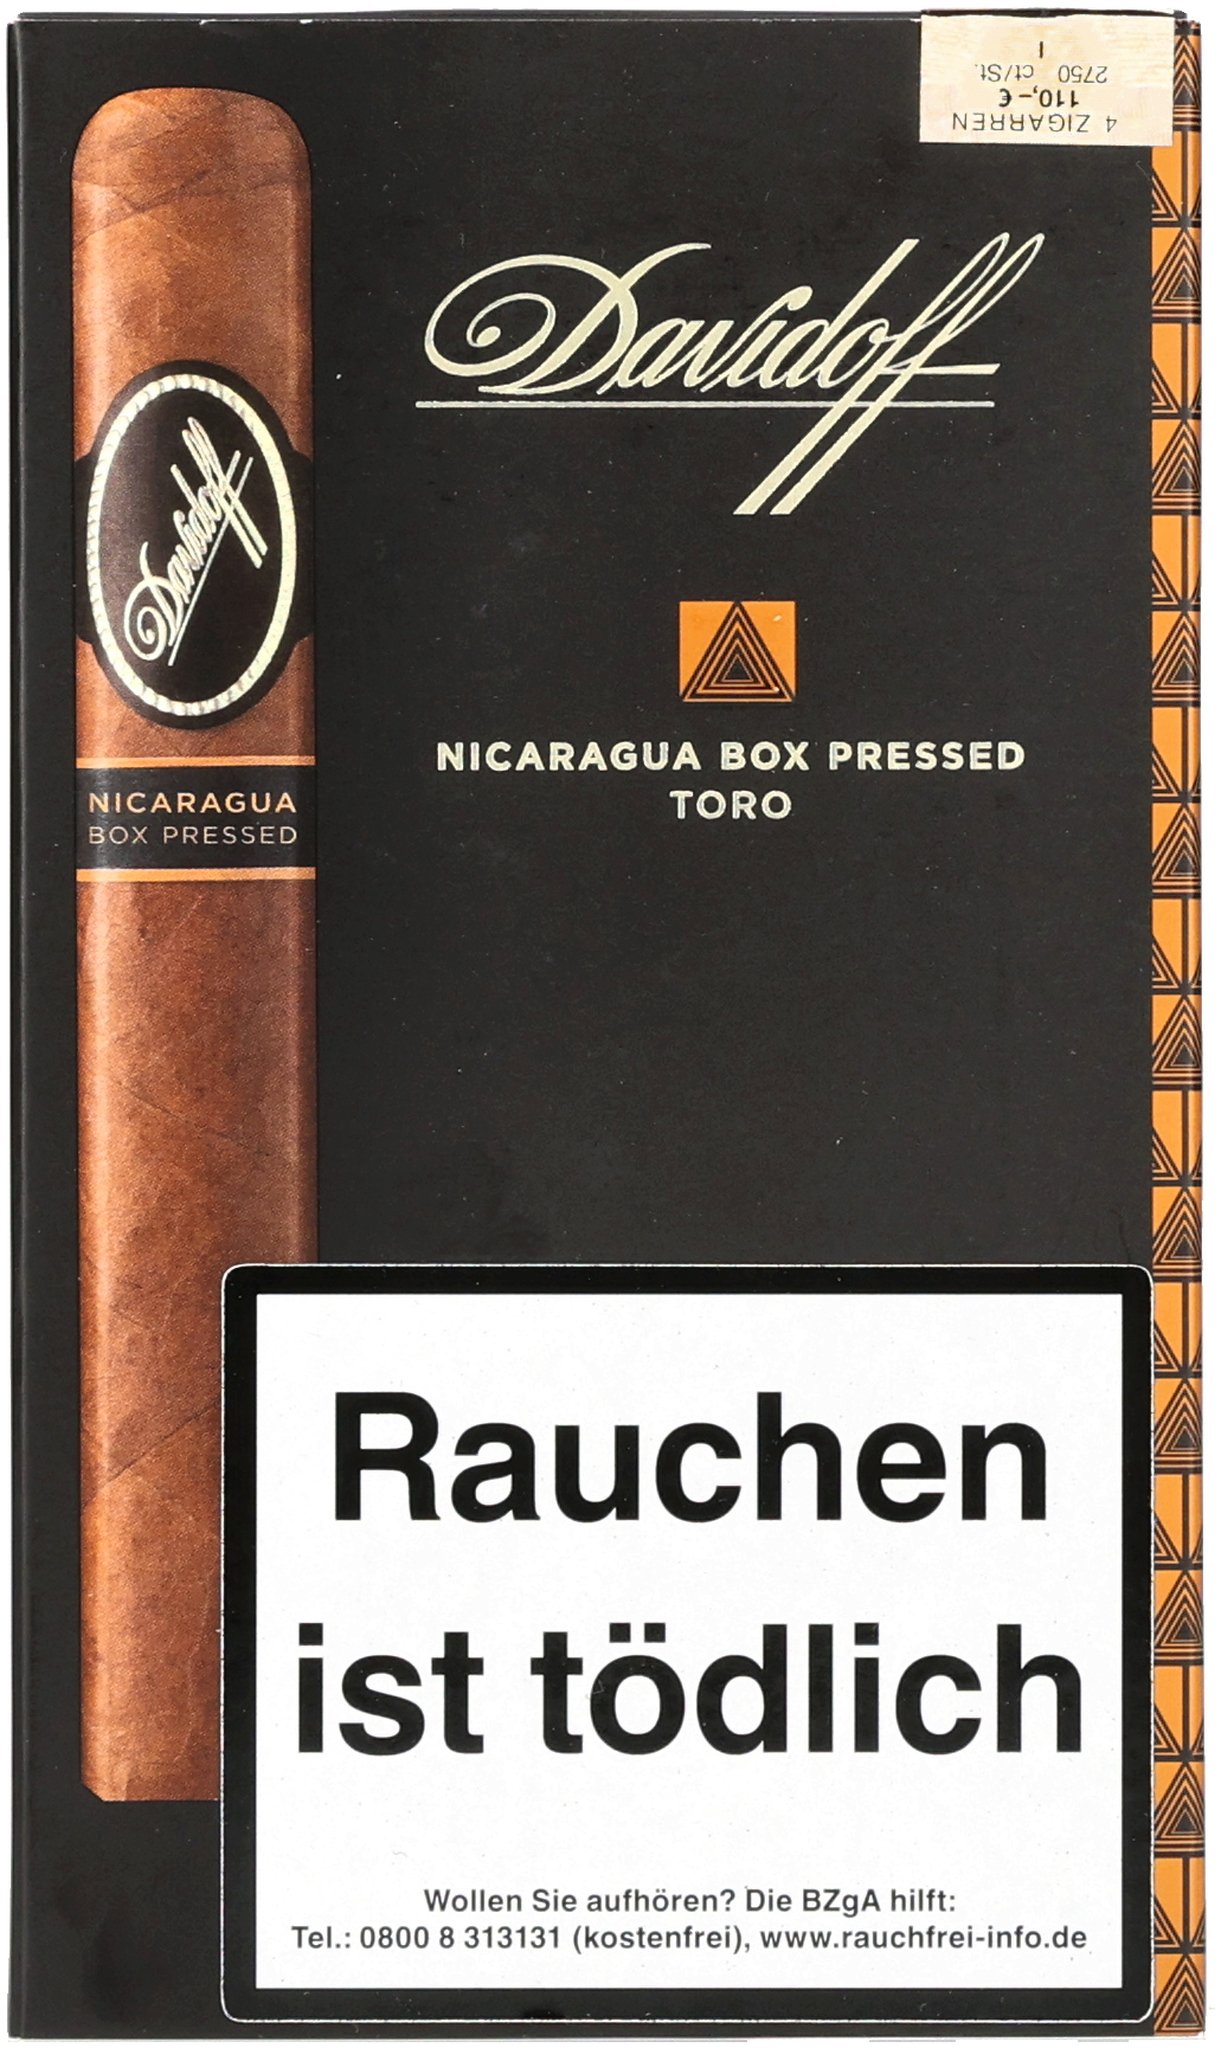 4 ZIGARREN
110,– €
2750 ct/St.
I
Davidoff
Davidoff
NICARAGUA BOX PRESSED
TORO
NICARAGUA
BOX PRESSED
Rauchen
ist tödlich
Wollen Sie aufhören? Die BZgA hilft:
Tel.: 0800 8 313131 (kostenfrei), www.rauchfrei-info.de